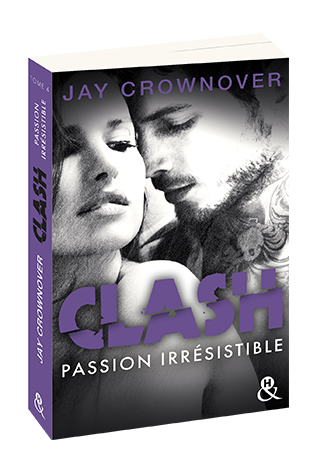 JAY CROWNOVER
CLASH
PASSION IRRÉSISTIBLE
&H
TOME 4
PASSION
IRRÉSISTIBLE
CLASH
JAY CROWNOVER
&